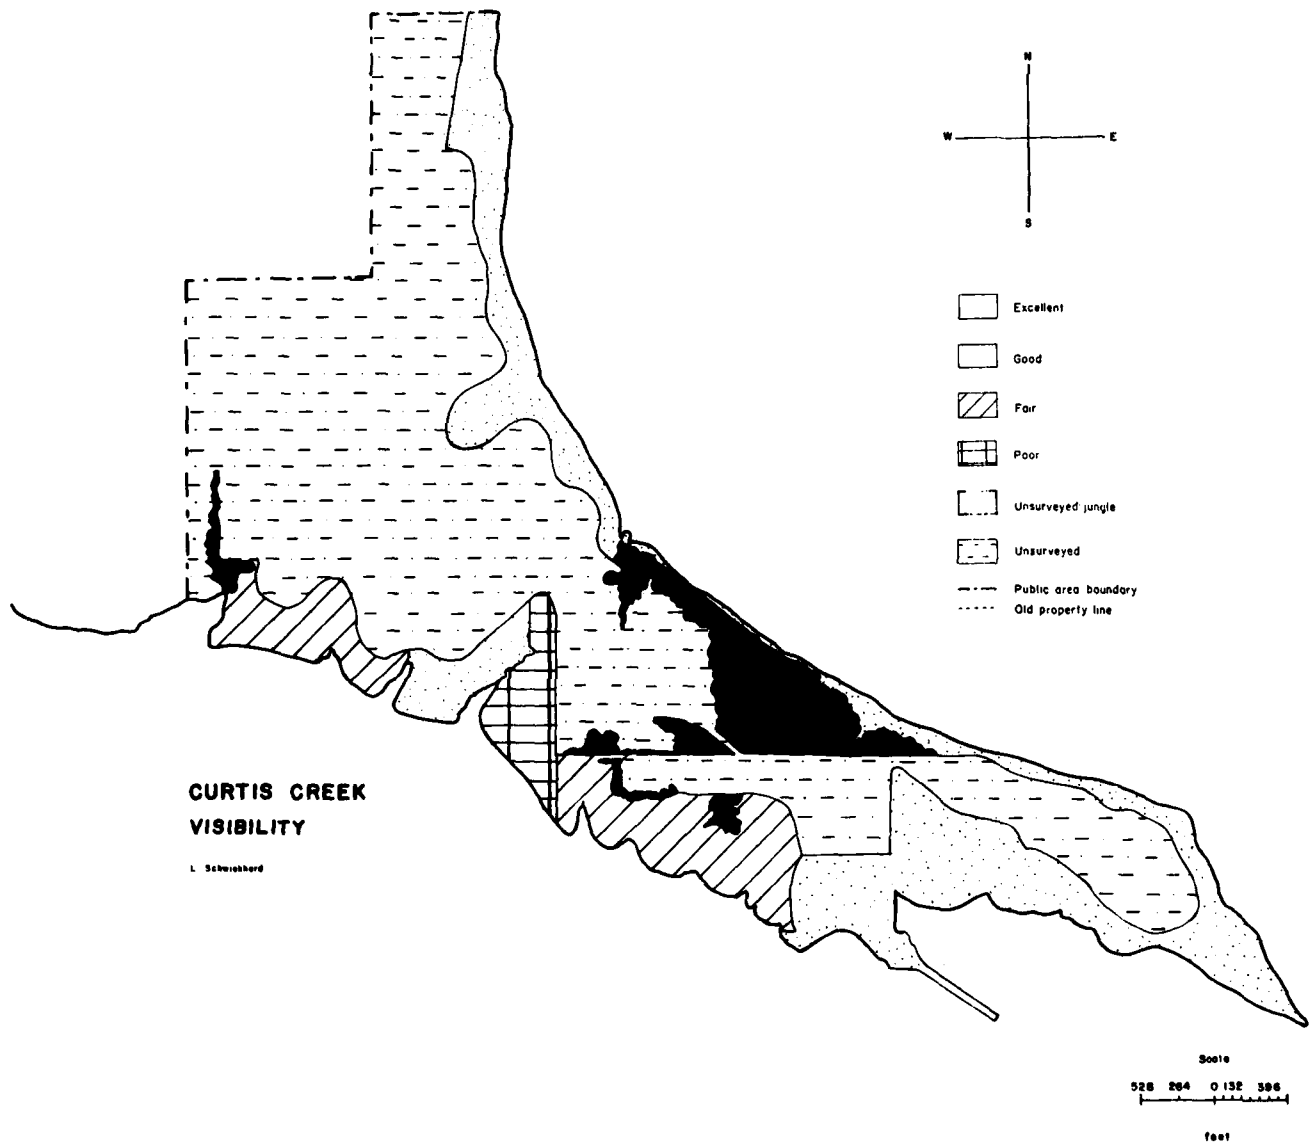 N
W E
S
Excellent
Good
Fair
Poor
Unsurveyed jungle
Unsurveyed
Public area boundary
Old property line
CURTIS CREEK
VISIBILITY
L
Scale
528 264 0 132 396
feet